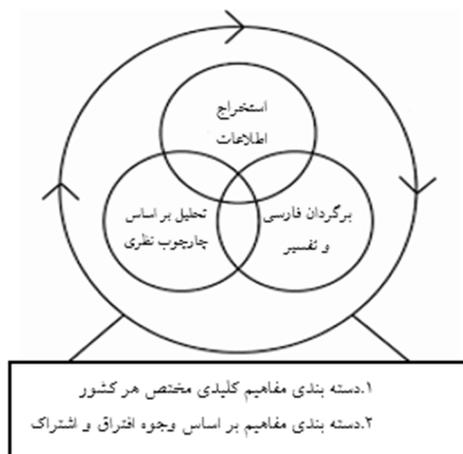 استخراج
اطلاعات
برگردان فارسی
و تفسیر
تحلیل بر اساس
چارچوب نظری
۱.دسته بندی مفاهیم کلیدی مختص هر کشور
۲.دسته بندی مفاهیم بر اساس وجوه افتراق و اشتراک